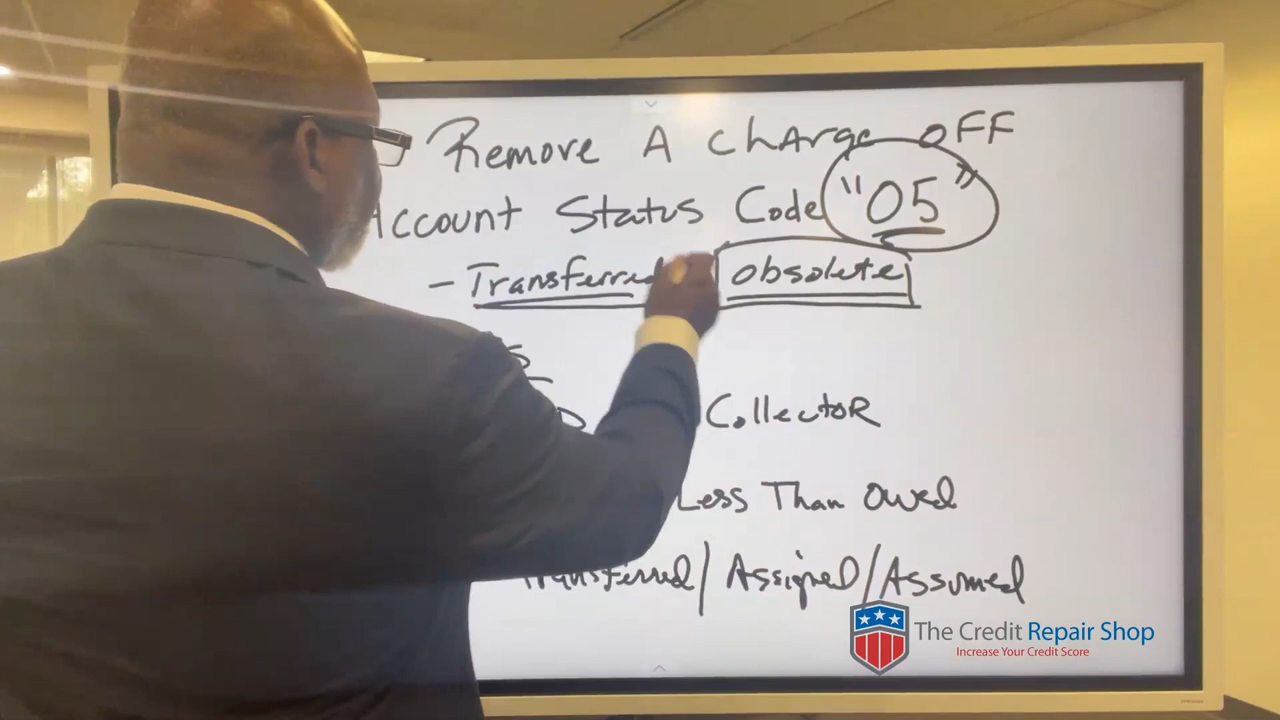 Remove A Charge OFF
Account Status Code "05"
- Transferred obsolete
Collector
Less Than Owed
Transferred/Assigned/Assumed
The Credit Repair Shop
Increase Your Credit Score